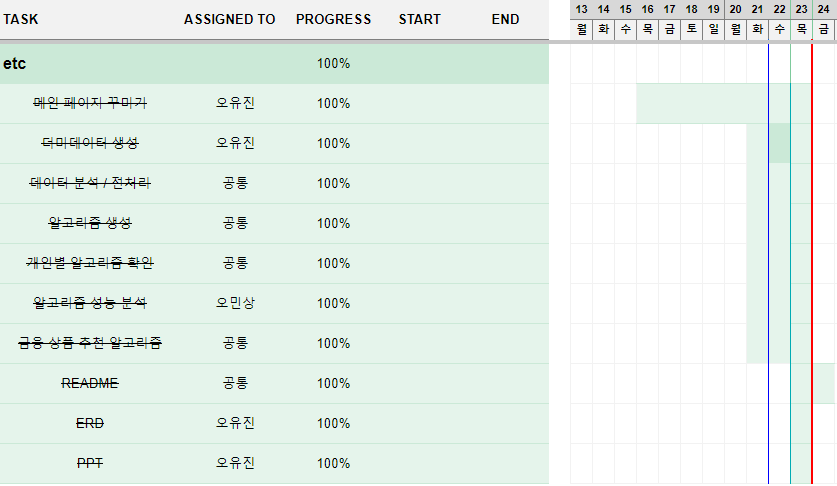 TASK ASSIGNED TO PROGRESS START END 13 14 15 16 17 18 19 20 21 22 23 24
월 화 수 목 금 토 일 월 화 수 목 금
etc 100%
메인 페이지 꾸미기 오유진 100%
더미데이터 생성 오유진 100%
데이터 분석 / 전처리 공통 100%
알고리즘 생성 공통 100%
개인별 알고리즘 확인 공통 100%
알고리즘 성능 분석 오민상 100%
금융 상품 추천 알고리즘 공통 100%
README 공통 100%
ERD 오유진 100%
PPT 오유진 100%